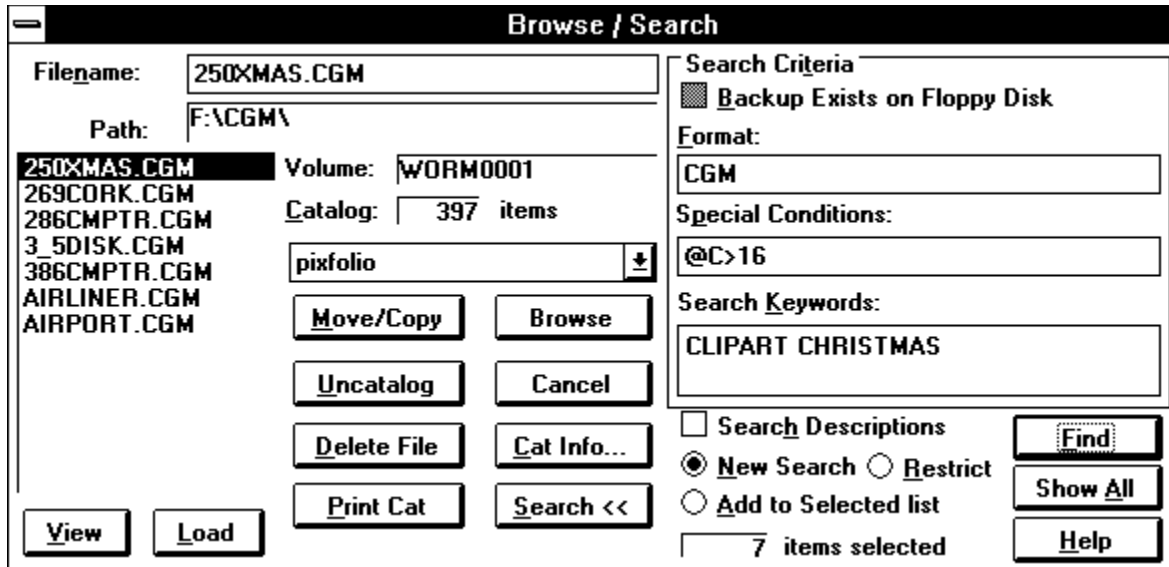 Browse / Search
Filename: 250XMAS.CGM
Path: F:\CGM\
250XMAS.CGM
269CORK.CGM
286CMPTR.CGM
3_5DISK.CGM
386CMPTR.CGM
AIRLINER.CGM
AIRPORT.CGM
Volume: WORM0001
Catalog: 397 items
pixfolio
Move/Copy Browse
Uncatalog Cancel
Delete File Cat Info...
Print Cat Search <<
View Load
Search Criteria
Backup Exists on Floppy Disk
Format:
CGM
Special Conditions:
@C>16
Search Keywords:
CLIPART CHRISTMAS
Search Descriptions
New Search Restrict
Add to Selected list
7 items selected
Find
Show All
Help